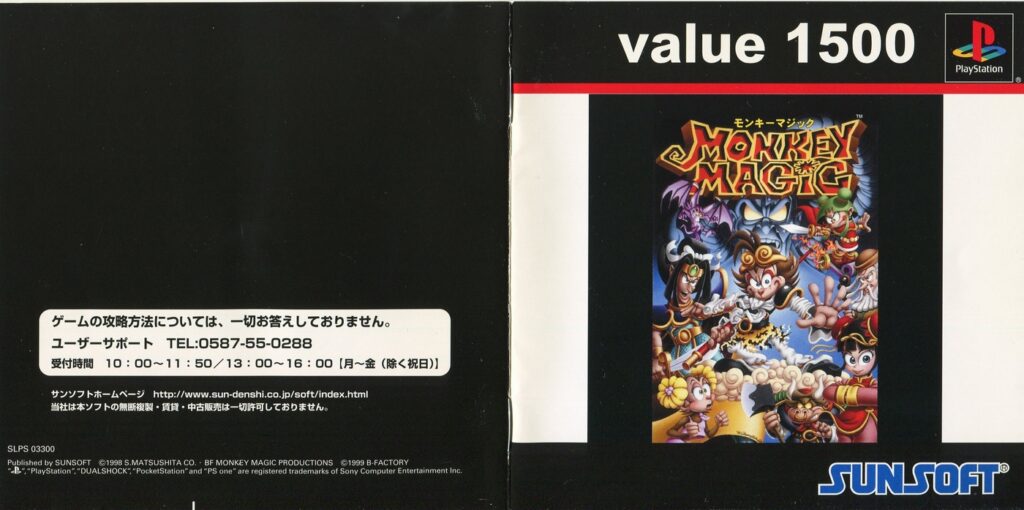 ゲームの攻略方法については、一切お答えしておりません。
ユーザーサポート TEL:0587-55-0288
受付時間 10:00〜11:50/13:00〜16:00【月〜金(除く祝日)】
サンソフトホームページ http://www.sun-denshi.co.jp/soft/index.html
当社は本ソフトの無断複製・賃貸・中古販売は一切許可しておりません。
SLPS 03300
Published by SUNSOFT ©1998 S.MATSUSHITA CO. · BF MONKEY MAGIC PRODUCTIONS ©1999 B-FACTORY
"PS", "PlayStation", "DUALSHOCK", "PocketStation" and "PS one" are registered trademarks of Sony Computer Entertainment Inc.
value 1500
PlayStation ®
モンキーマジック
MONKEY ™
MAGIC
SUNSOFT®